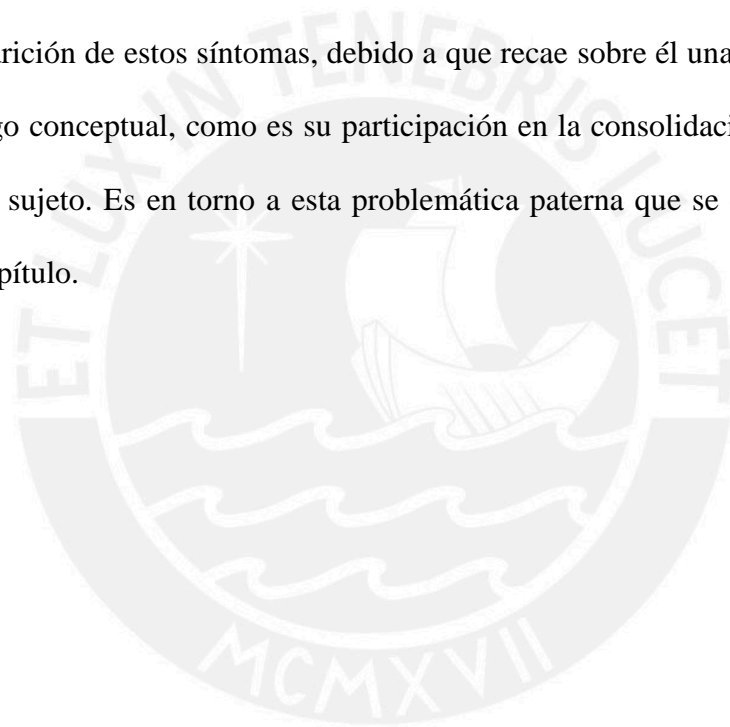 rición de estos síntomas, debido a que recae sobre él una
go conceptual, como es su participación en la consolidaci
sujeto. Es en torno a esta problemática paterna que se
pítulo.
ET LUX IN TENEBRIS LUCET
MCMXVII